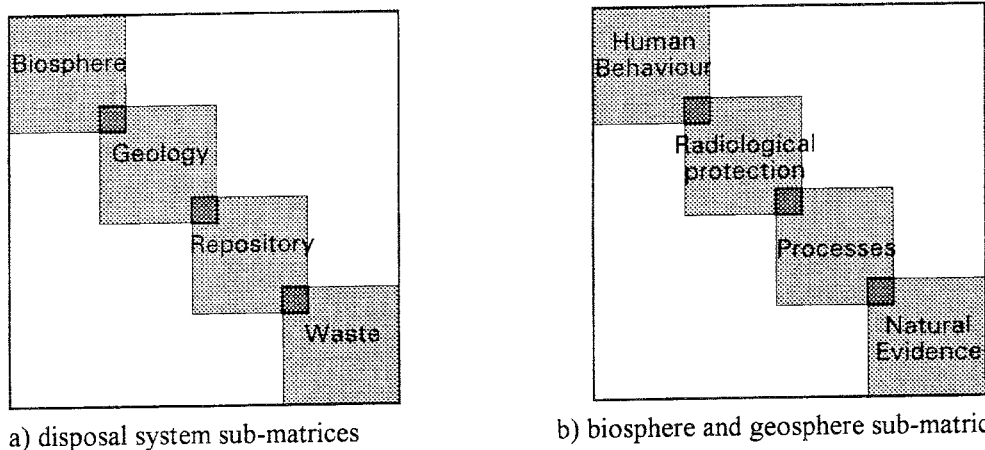 Biosphere
Geology
Repository
Waste
a) disposal system sub-matrices
Human
Behaviour
Radiological
protection
Processes
Natural
Evidence
b) biosphere and geosphere sub-matric